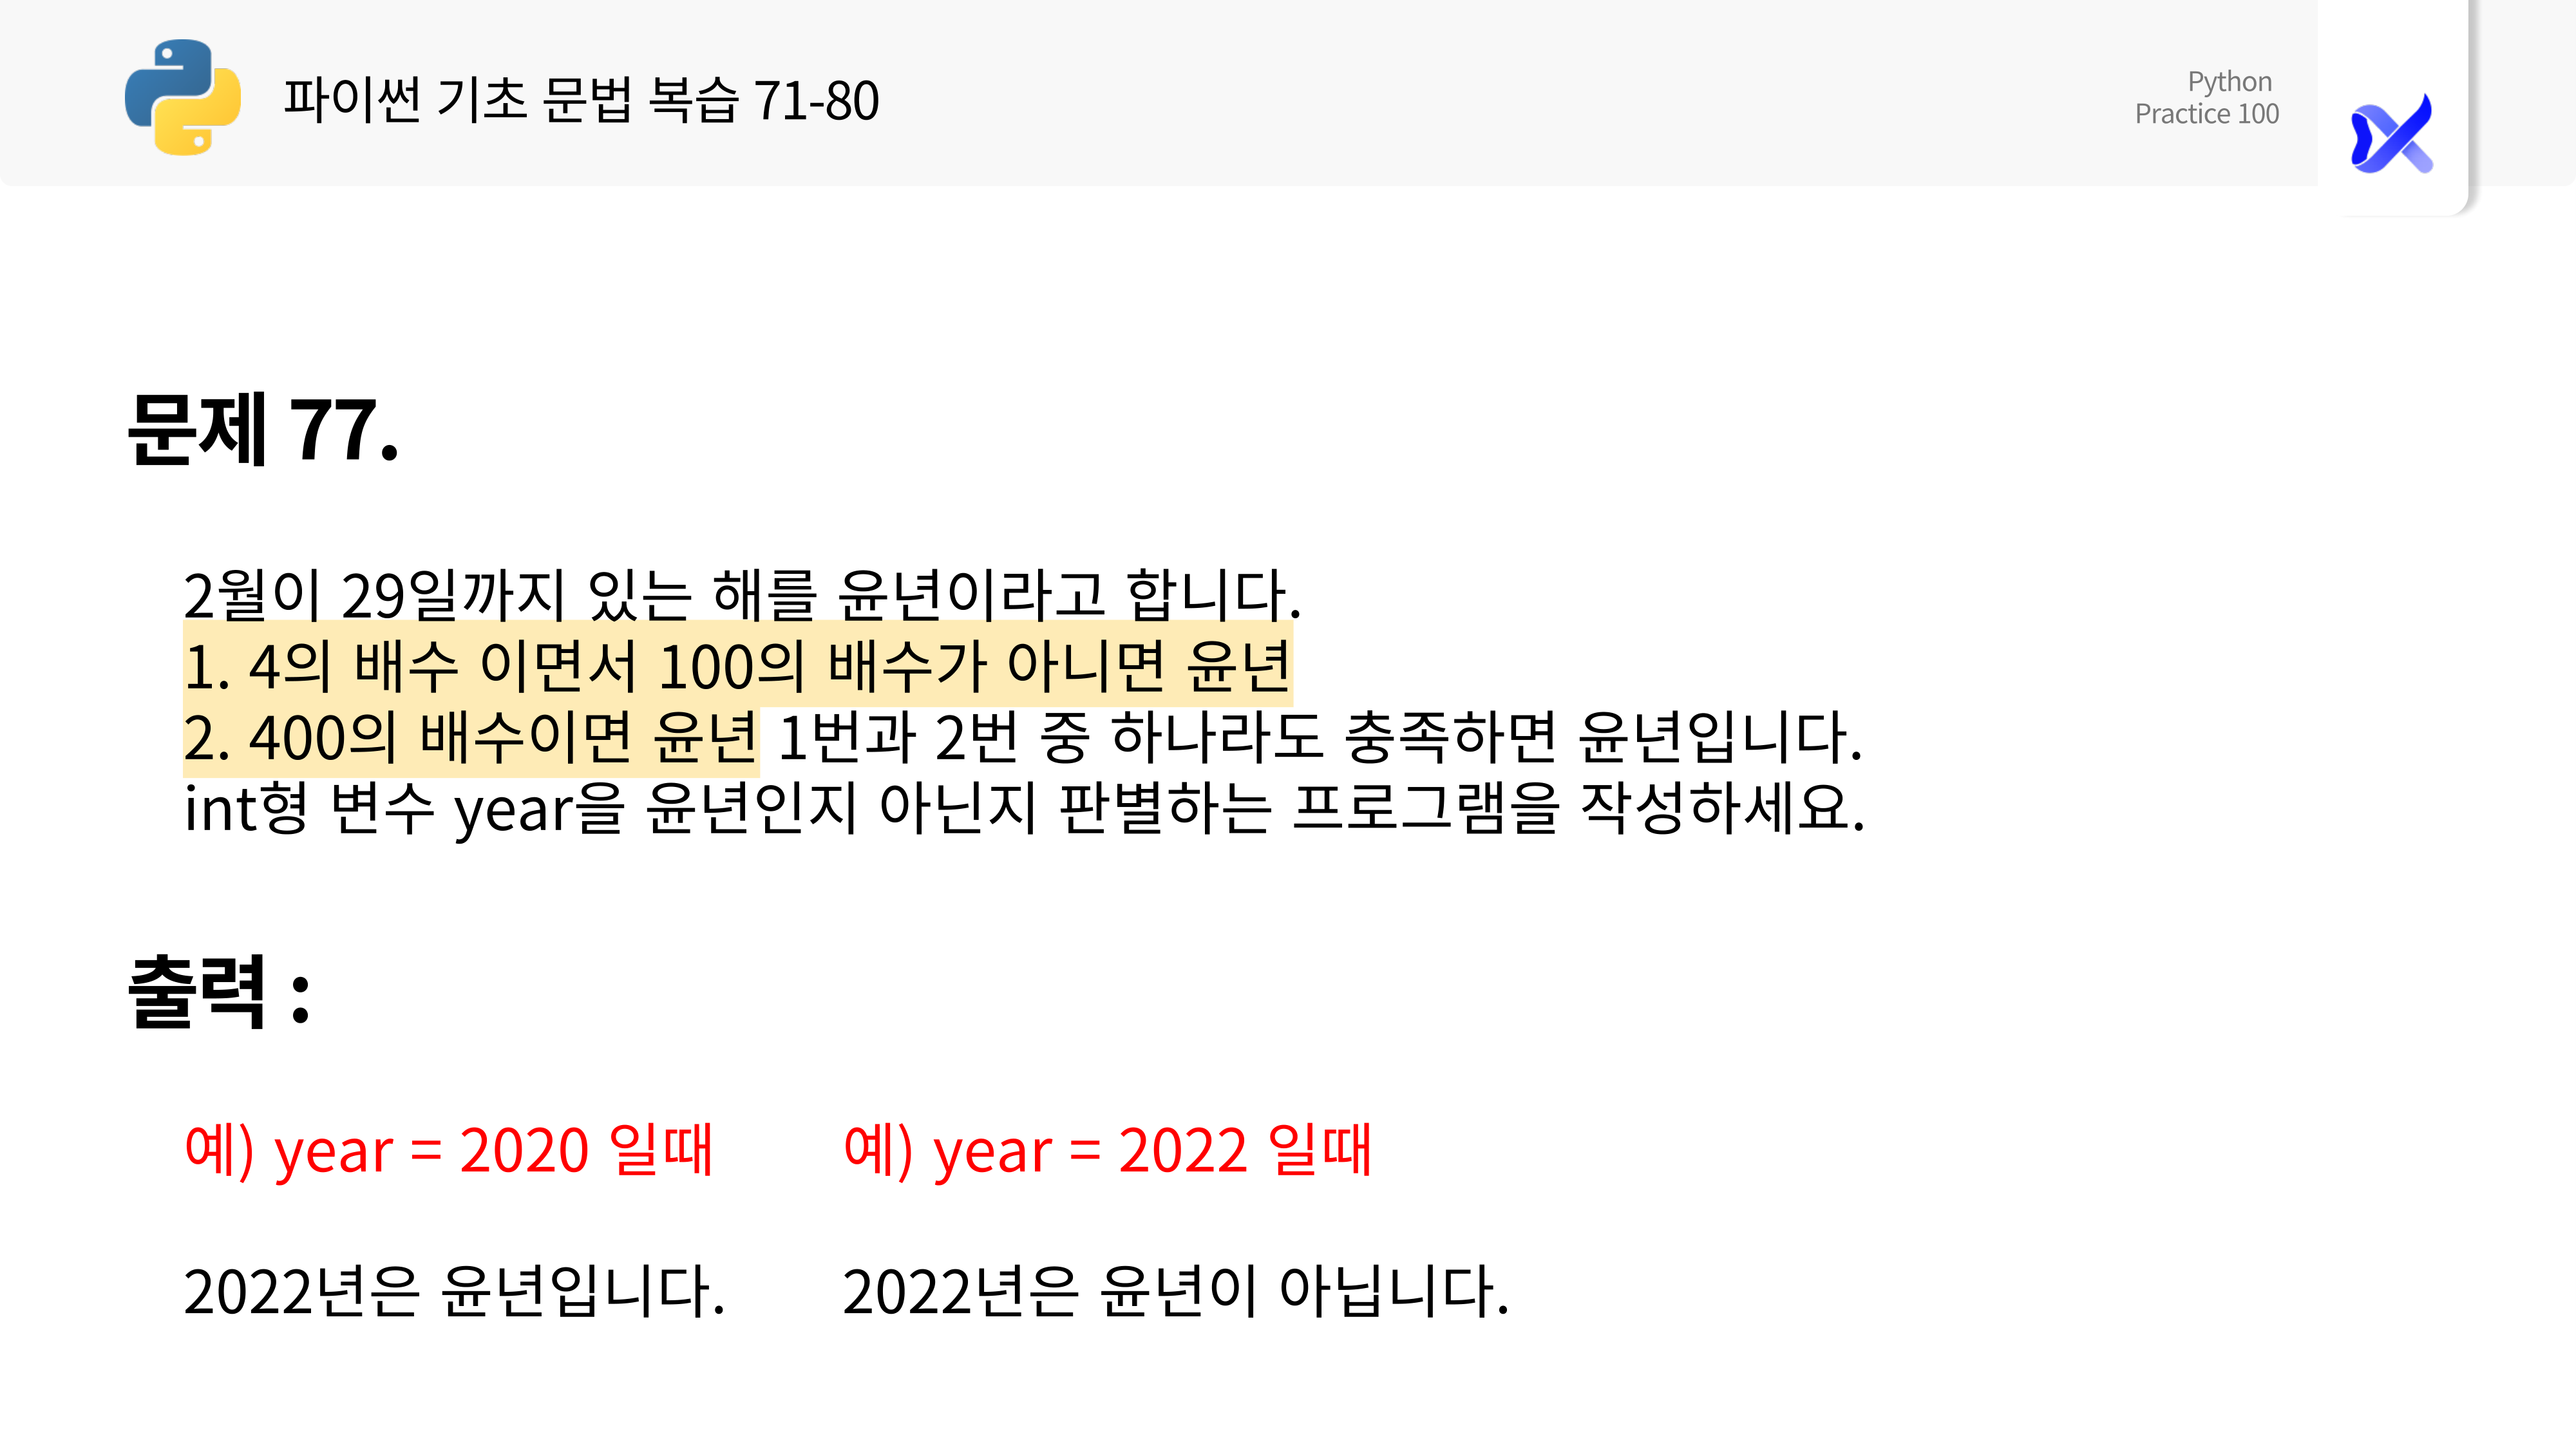 파이썬 기초 문법 복습 71-80
Python
Practice 100
문제 77.
2월이 29일까지 있는 해를 윤년이라고 합니다.
1. 4의 배수 이면서 100의 배수가 아니면 윤년
2. 400의 배수이면 윤년 1번과 2번 중 하나라도 충족하면 윤년입니다.
int형 변수 year을 윤년인지 아닌지 판별하는 프로그램을 작성하세요.
출력 :
예) year = 2020 일때
예) year = 2022 일때
2022년은 윤년입니다.
2022년은 윤년이 아닙니다.